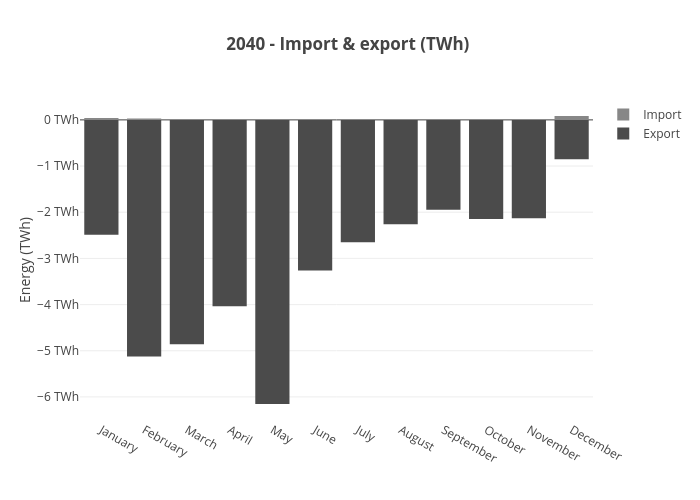 2040 - Import & export (TWh)
Import
Export
Energy (TWh)
0 TWh
−1 TWh
−2 TWh
−3 TWh
−4 TWh
−5 TWh
−6 TWh
January
February
March
April
May
June
July
August
September
October
November
December